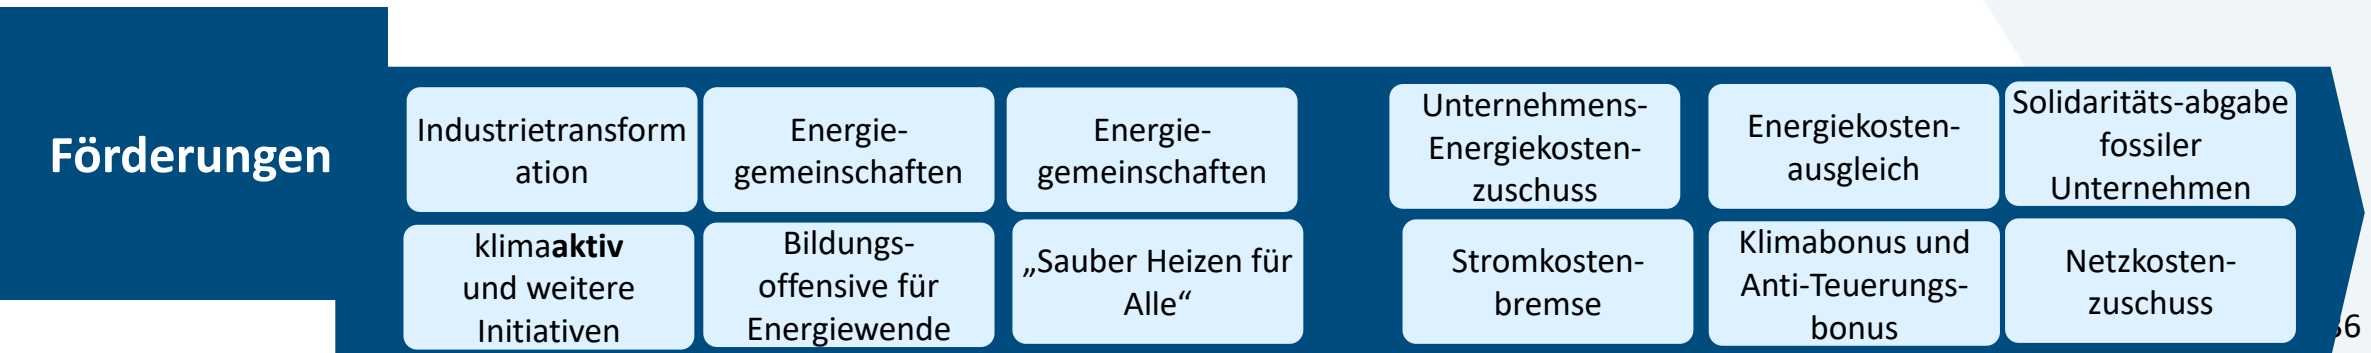 Förderungen
Industrietransform
ation
Energie-
gemeinschaften
Energie-
gemeinschaften
Unternehmens-
Energiekosten-
zuschuss
Energiekosten-
ausgleich
Solidaritäts-abgabe
fossiler
Unternehmen
klimaaktiv
und weitere
Initiativen
Bildungs-
offensive für
Energiewende
„Sauber Heizen für
Alle“
Stromkosten-
bremse
Klimabonus und
Anti-Teuerungs-
bonus
Netzkosten-
zuschuss